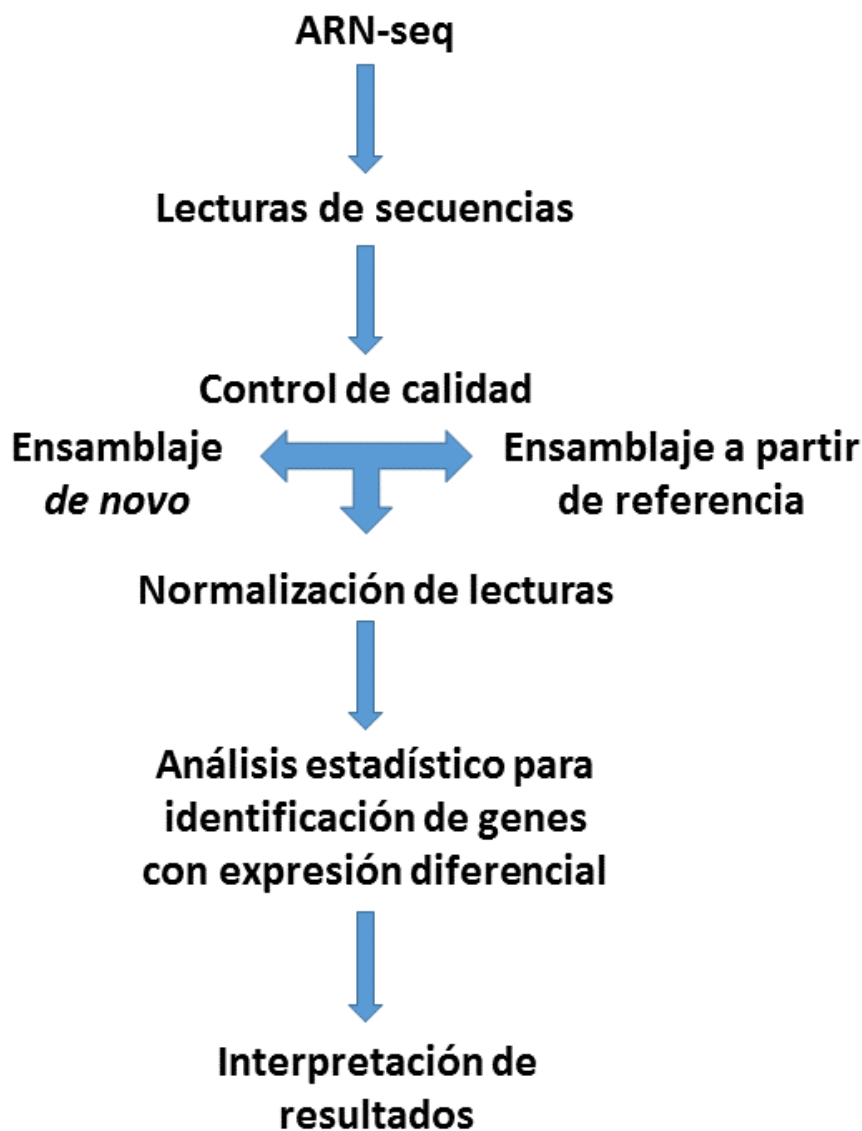 ARN-seq
Lecturas de secuencias
Control de calidad
Ensamblaje
de novo
Ensamblaje a partir
de referencia
Normalización de lecturas
Análisis estadístico para
identificación de genes
con expresión diferencial
Interpretación de
resultados